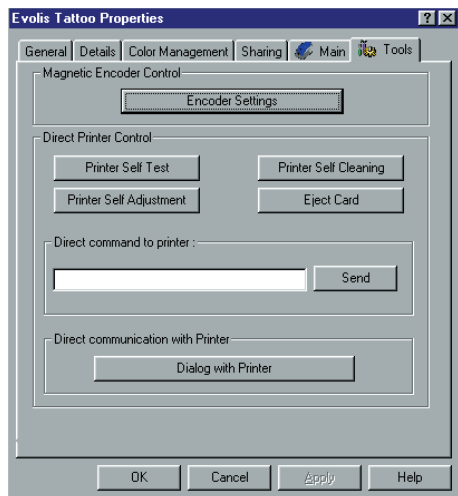 Evolis Tattoo Properties
General Details Color Management Sharing Main Tools
Magnetic Encoder Control
Encoder Settings
Direct Printer Control
Printer Self Test Printer Self Cleaning
Printer Self Adjustment Eject Card
Direct command to printer :
Send
Direct communication with Printer
Dialog with Printer
OK Cancel Apply Help